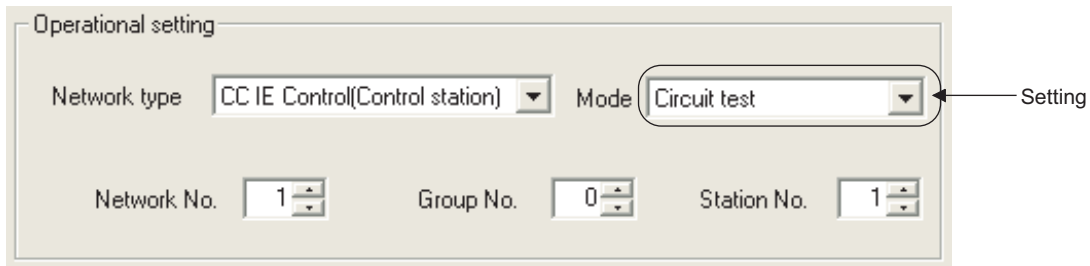 Operational setting
Network type CC IE Control(Control station) Mode Circuit test Setting
Network No. 1 Group No. 0 Station No. 1